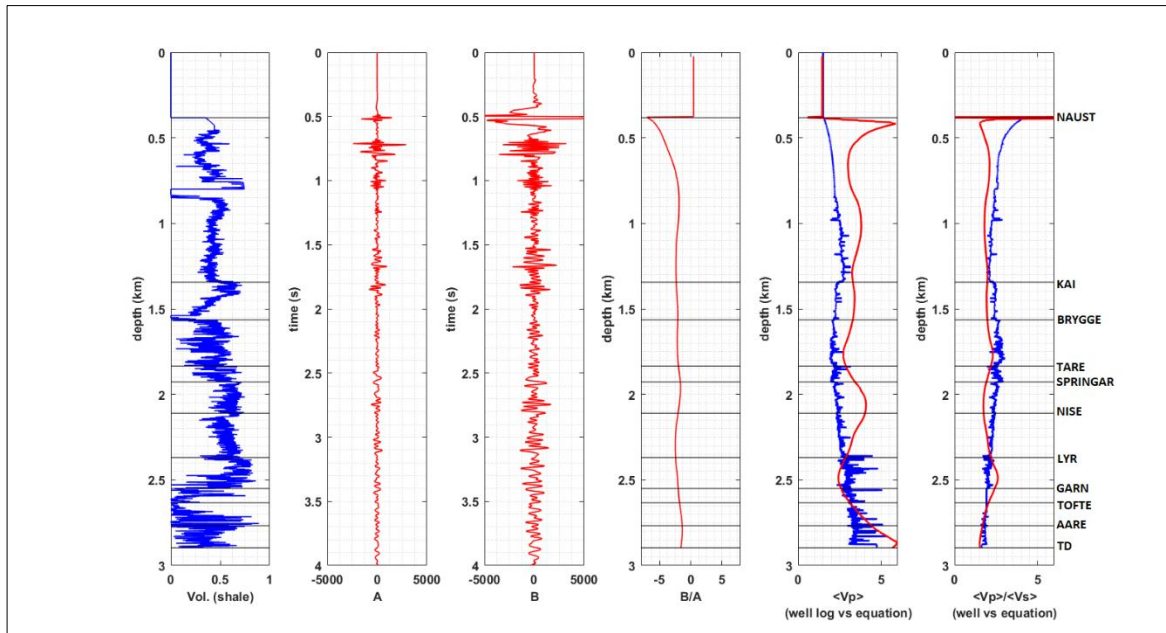 0
0.5
1
1.5
2
2.5
3
depth (km)
0 0.5 1
Vol. (shale)
0
0.5
1
1.5
2
2.5
3
3.5
4
time (s)
-5000 0 5000
A
0
0.5
1
1.5
2
2.5
3
3.5
4
time (s)
-5000 0 5000
B
0
0.5
1
1.5
2
2.5
3
depth (km)
-5 0 5
B/A
0
0.5
1
1.5
2
2.5
3
depth (km)
0 5
<Vp>
(well log vs equation)
0
0.5
1
1.5
2
2.5
3
depth (km)
0 5
<Vp>/<Vs>
(well vs equation)
NAUST
KAI
BRYGGE
TARE
SPRINGAR
NISE
LYR
GARN
TOFTE
AARE
TD